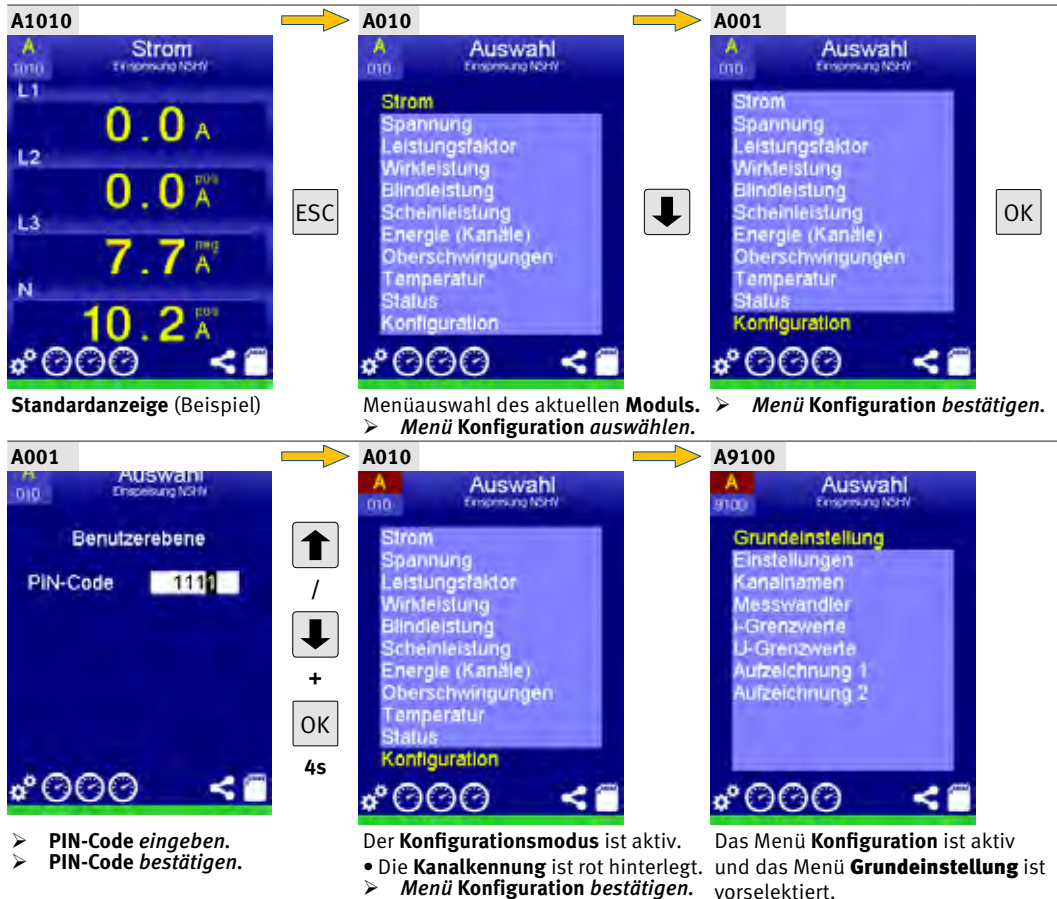 A1010
A
1010
Strom
Einspeisung NSHV
L1
0.0 A
L2
0.0 A pos
L3
7.7 A neg
N
10.2 A pos
Standardanzeige (Beispiel)
ESC
A010
A
010
Auswahl
Einspeisung NSHV
Strom
Spannung
Leistungsfaktor
Wirkleistung
Blindleistung
Scheinleistung
Energie (Kanäle)
Oberschwingungen
Temperatur
Status
Konfiguration
Menüauswahl des aktuellen Moduls.
➢ Menü Konfiguration auswählen.
A001
A
010
Auswahl
Einspeisung NSHV
Strom
Spannung
Leistungsfaktor
Wirkleistung
Blindleistung
Scheinleistung
Energie (Kanäle)
Oberschwingungen
Temperatur
Status
Konfiguration
OK
➢ Menü Konfiguration bestätigen.
A001
A
010
Auswahl
Einspeisung NSHV
Benutzerebene
PIN-Code 1111
➢ PIN-Code eingeben.
➢ PIN-Code bestätigen.
/
+
OK
4s
A010
A
010
Auswahl
Einspeisung NSHV
Strom
Spannung
Leistungsfaktor
Wirkleistung
Blindleistung
Scheinleistung
Energie (Kanäle)
Oberschwingungen
Temperatur
Status
Konfiguration
Der Konfigurationsmodus ist aktiv.
• Die Kanalkennung ist rot hinterlegt.
➢ Menü Konfiguration bestätigen.
A9100
A
9100
Auswahl
Einspeisung NSHV
Grundeinstellung
Einstellungen
Kanalnamen
Messwandler
I-Grenzwerte
U-Grenzwerte
Aufzeichnung 1
Aufzeichnung 2
Das Menü Konfiguration ist aktiv
und das Menü Grundeinstellung ist
vorselektiert.